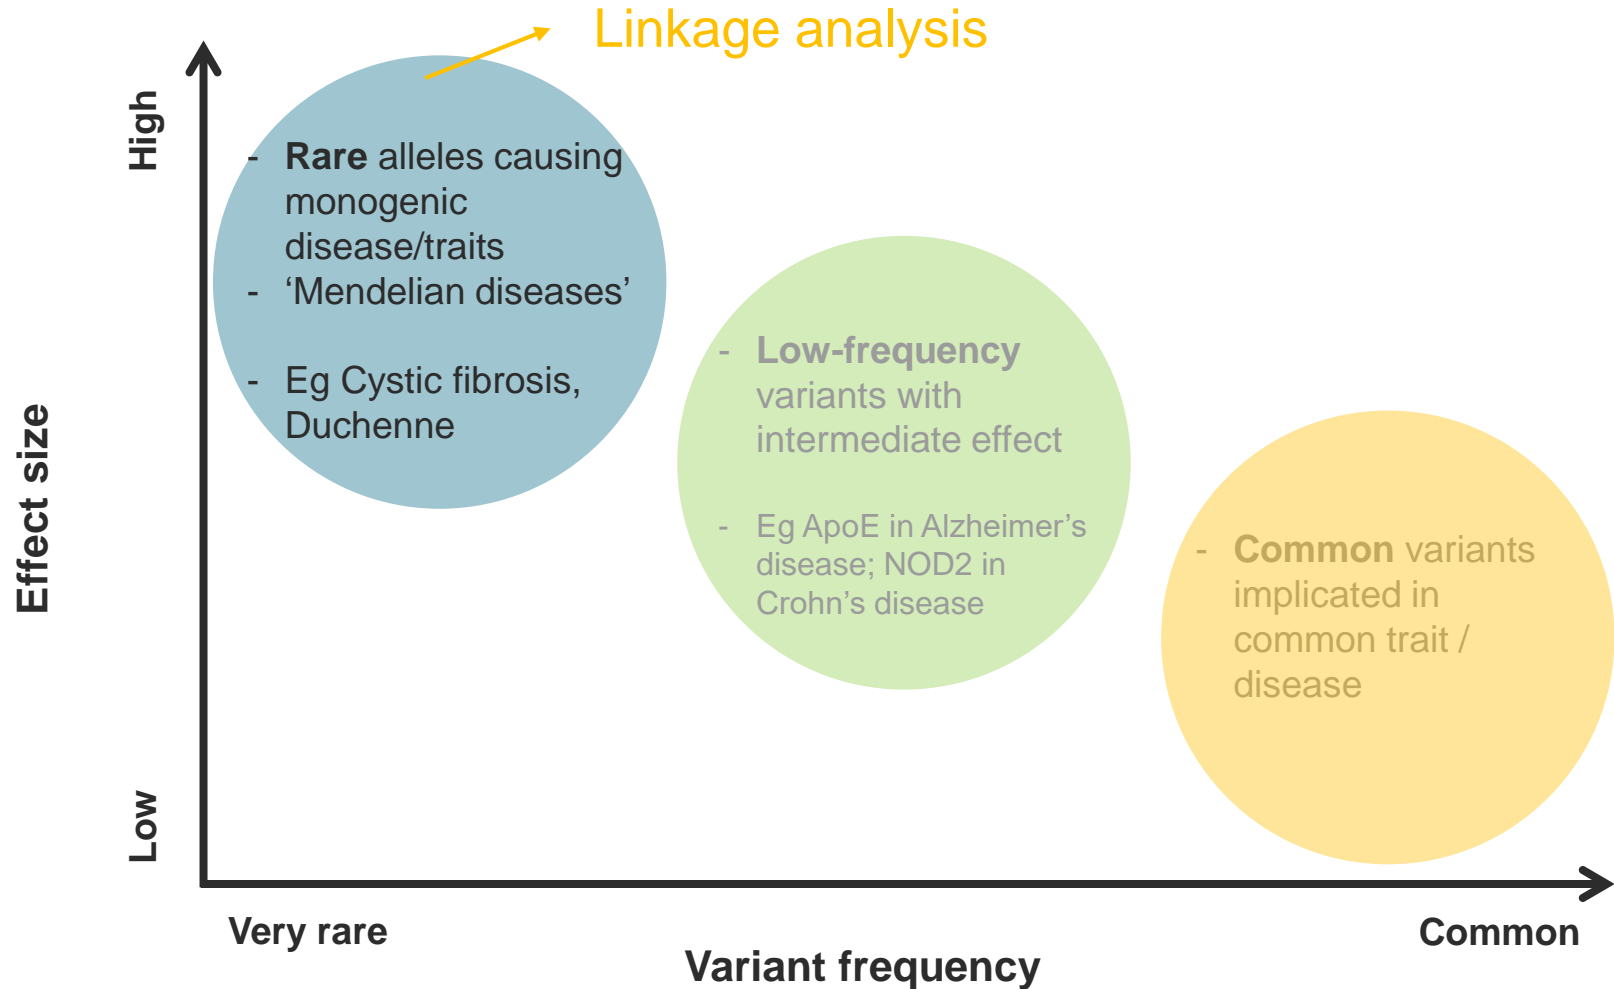 Linkage analysis
High
- Rare alleles causing
monogenic
disease/traits
- ‘Mendelian diseases’
- Eg Cystic fibrosis,
Duchenne
- Low-frequency
variants with
intermediate effect
- Eg ApoE in Alzheimer’s
disease; NOD2 in
Crohn’s disease
- Common variants
implicated in
common trait /
disease
Effect size
Low
Very rare
Common
Variant frequency